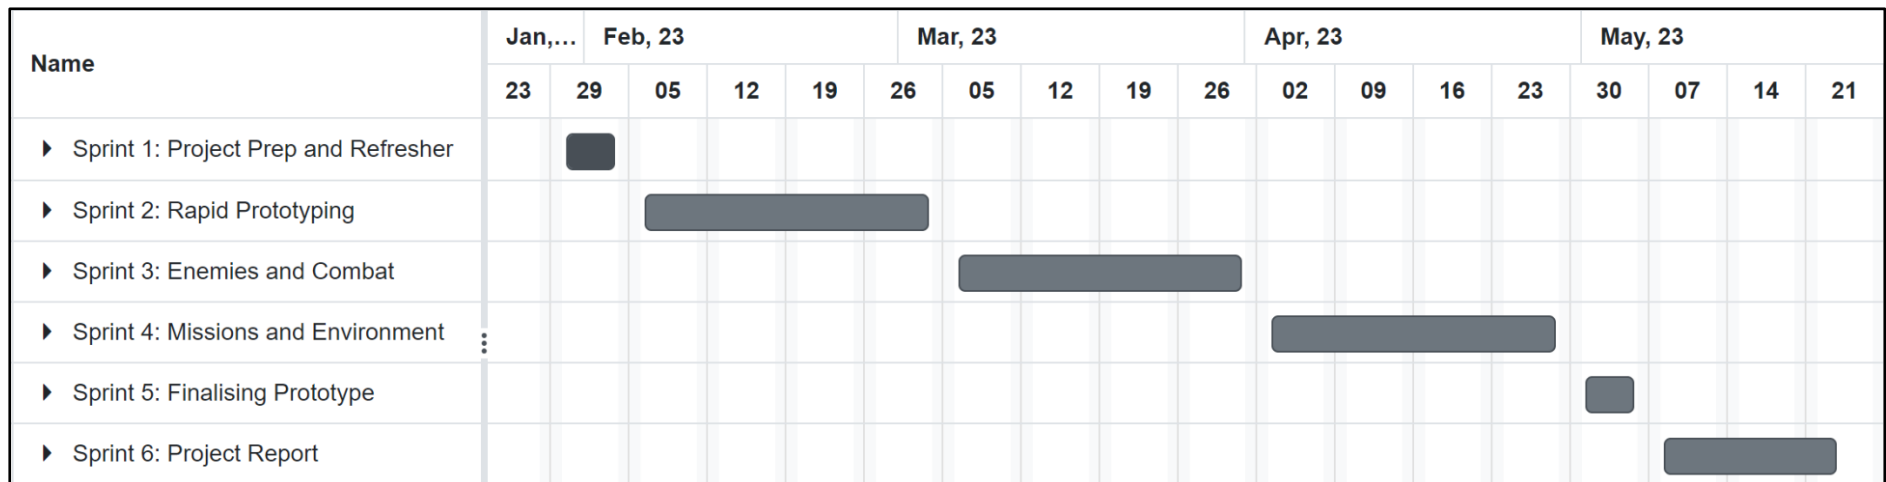 Name
Jan,... Feb, 23 Mar, 23 Apr, 23 May, 23
23 29 05 12 19 26 05 12 19 26 02 09 16 23 30 07 14 21
Sprint 1: Project Prep and Refresher
Sprint 2: Rapid Prototyping
Sprint 3: Enemies and Combat
Sprint 4: Missions and Environment
Sprint 5: Finalising Prototype
Sprint 6: Project Report